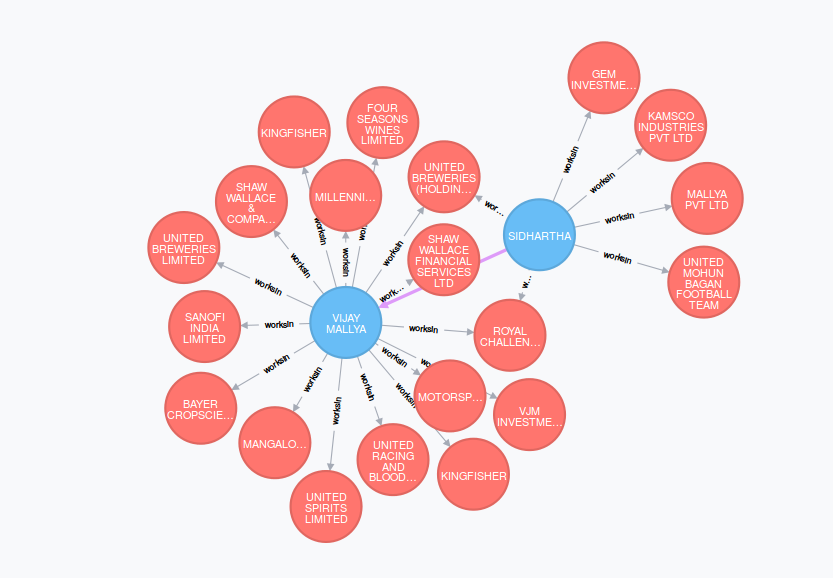 GEM
INVESTME...
KAMSCO
INDUSTRIES
PVT LTD
MALLYA
PVT LTD
UNITED
MOHUN
BAGAN
FOOTBALL
TEAM
SIDHARTHA
worksIn
worksIn
worksIn
worksIn
wor...
w...
FOUR
SEASONS
WINES
LIMITED
KINGFISHER
UNITED
BREWERIES
(HOLDIN...
MILLENNI...
SHAW
WALLACE
&
COMPA...
SHAW
WALLACE
FINANCIAL
SERVICES
LTD
UNITED
BREWERIES
LIMITED
SANOFI
INDIA
LIMITED
VIJAY
MALLYA
ROYAL
CHALLEN...
BAYER
CROPSCIE...
MOTORSP...
VJM
INVESTME...
MANGALO...
UNITED
RACING
AND
BLOOD...
KINGFISHER
UNITED
SPIRITS
LIMITED
worksIn
worksIn
worksIn
worksIn
worksIn
work...
worksIn
worksIn
worksIn
worksIn
worksIn
worksIn
worksIn
worksIn